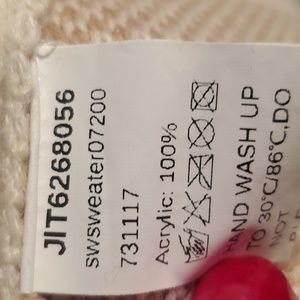 JIT6268056
swsweater07200
731117
Acrylic: 100%
HAND WASH UP
TO 30°C/86°C,DO
NOT